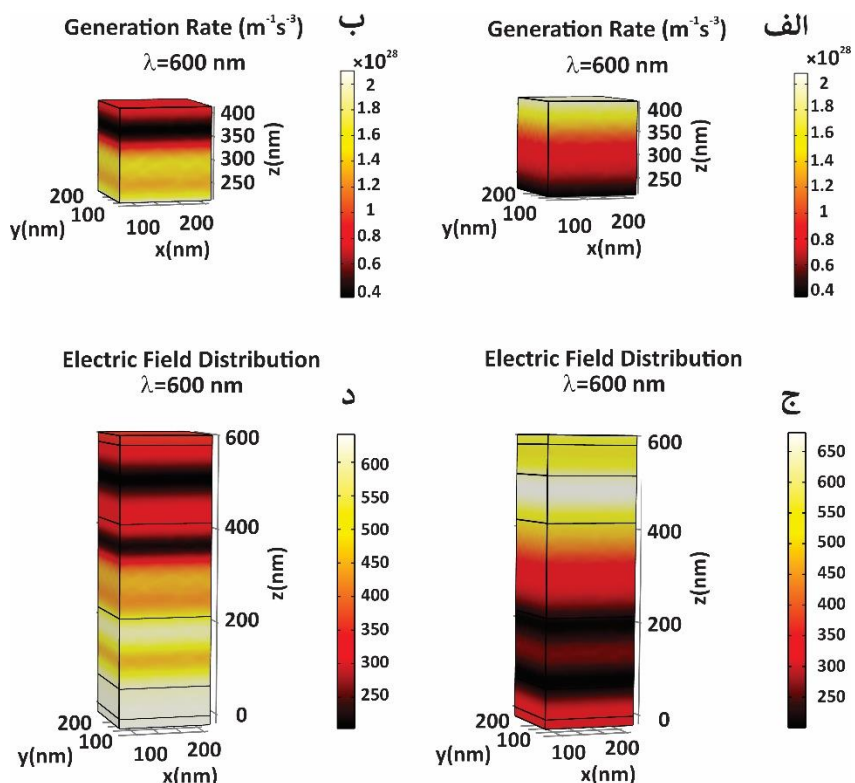 الف
Generation Rate (m⁻¹s⁻³)
λ=600 nm
×10²⁸
2
1.8
1.6
1.4
1.2
1
0.8
0.6
0.4
400
350
300
250
z(nm)
200
100
y(nm)
100
200
x(nm)
ب
Generation Rate (m⁻¹s⁻³)
λ=600 nm
×10²⁸
2
1.8
1.6
1.4
1.2
1
0.8
0.6
0.4
400
350
300
250
z(nm)
200
100
y(nm)
100
200
x(nm)
ج
Electric Field Distribution
λ=600 nm
650
600
550
500
450
400
350
300
250
600
400
200
0
z(nm)
200
100
y(nm)
100
200
x(nm)
د
Electric Field Distribution
λ=600 nm
600
550
500
450
400
350
300
250
600
400
200
0
z(nm)
200
100
y(nm)
100
200
x(nm)